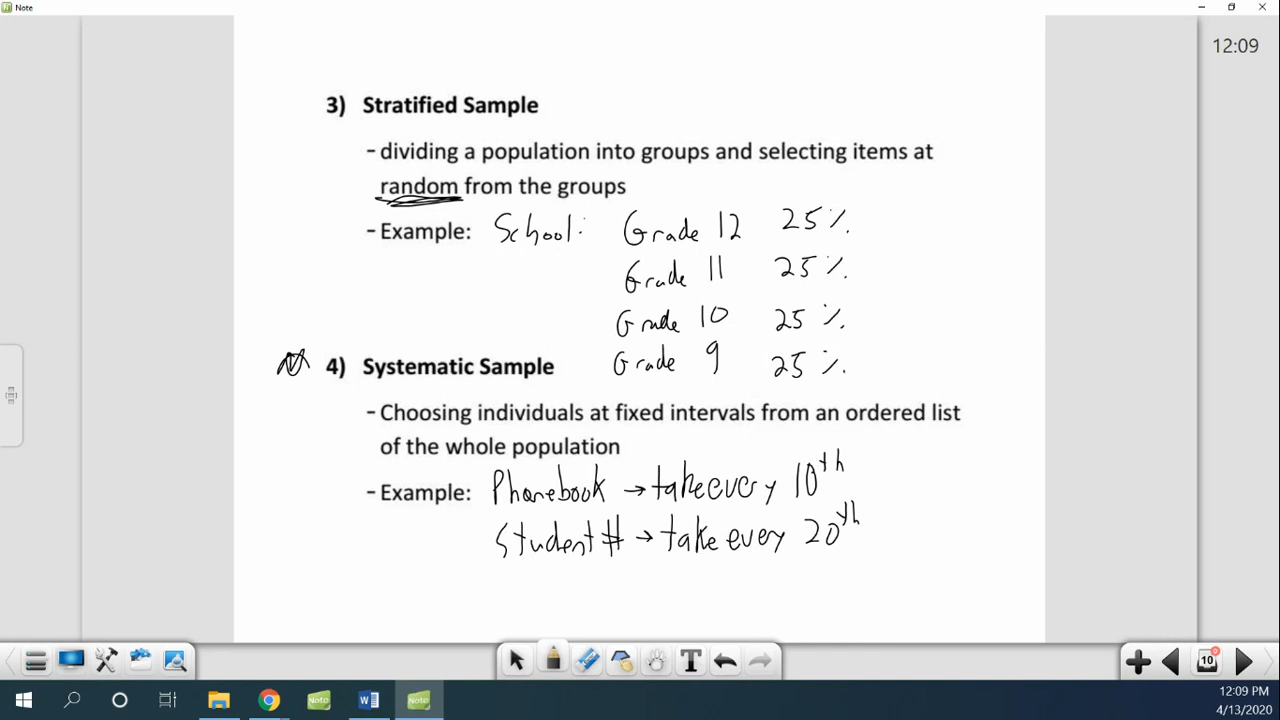 Note
12:09
3) Stratified Sample
- dividing a population into groups and selecting items at
random from the groups
- Example: School: Grade 12 25%
Grade 11 25%
Grade 10 25%
Grade 9 25%
4) Systematic Sample
- Choosing individuals at fixed intervals from an ordered list
of the whole population
- Example: Phonebook → take every 10th
Student # → take every 20th
T
10
Noto
W
Noto
12:09 PM
4/13/2020